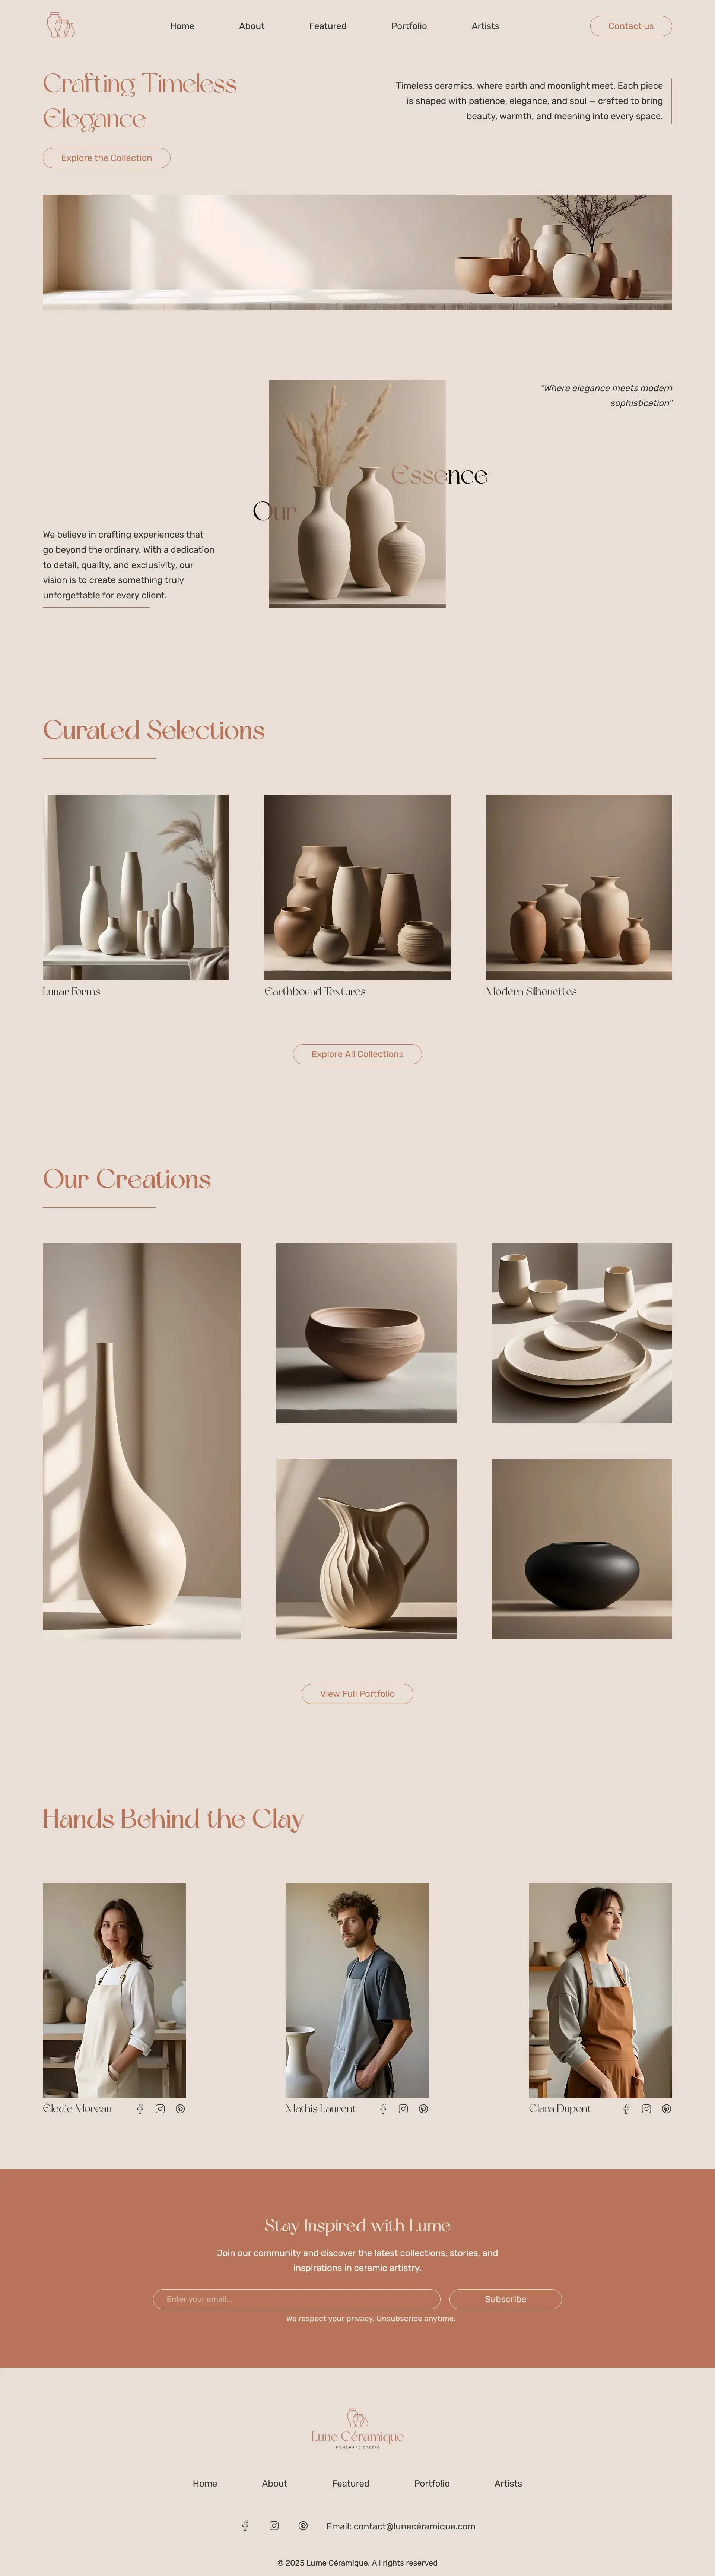 Home About Featured Portfolio Artists Contact us
Crafting Timeless
Elegance
Timeless ceramics, where earth and moonlight meet. Each piece
is shaped with patience, elegance, and soul — crafted to bring
beauty, warmth, and meaning into every space.
Explore the Collection
"Where elegance meets modern
sophistication"
Our Essence
We believe in crafting experiences that
go beyond the ordinary. With a dedication
to detail, quality, and exclusivity, our
vision is to create something truly
unforgettable for every client.
Curated Selections
Lunar Forms
Earthbound Textures
Modern Silhouettes
Explore All Collections
Our Creations
View Full Portfolio
Hands Behind the Clay
Élodie Moreau
Mathis Laurent
Clara Dupont
Stay Inspired with Lume
Join our community and discover the latest collections, stories, and
inspirations in ceramic artistry.
Enter your email... Subscribe
We respect your privacy. Unsubscribe anytime.
Lune Céramique
HOMEWARE STUDIO
Home About Featured Portfolio Artists
Email: contact@lunecéramique.com
© 2025 Lume Céramique. All rights reserved